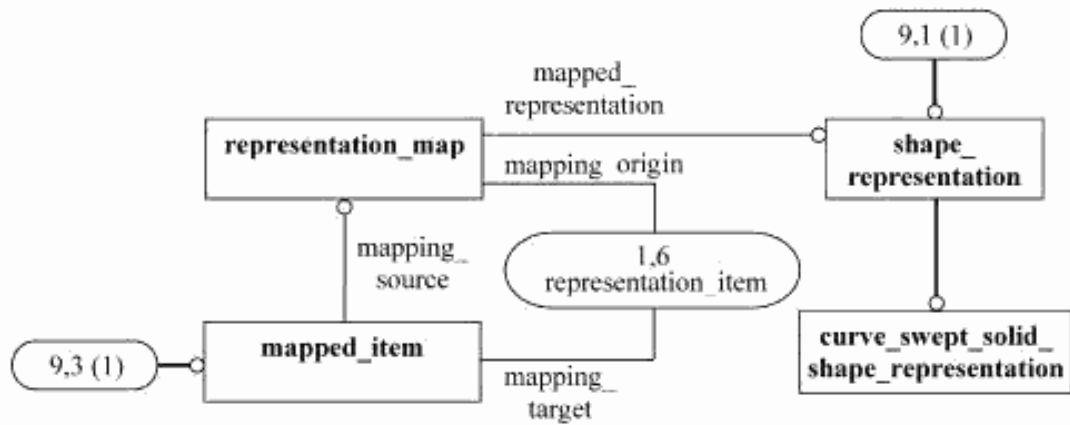 9,1 (1)
mapped_
representation
representation_map
shape_
representation
mapping_origin
mapping_
source
1,6
representation_item
mapped_item
curve_swept_solid_
shape_representation
9,3 (1)
mapping_
target